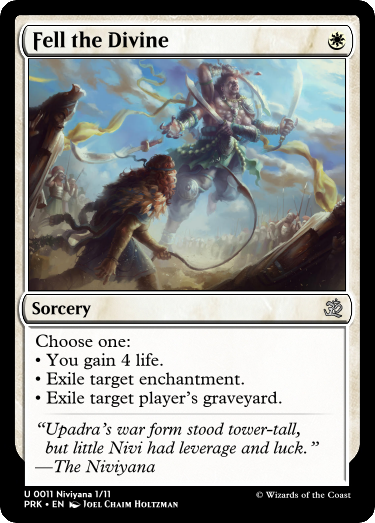 Fell the Divine
Sorcery
Choose one:
• You gain 4 life.
• Exile target enchantment.
• Exile target player's graveyard.
“Upadra's war form stood tower-tall,
but little Nivi had leverage and luck.”
—The Niviyana
U 0011 Niviyana 1/11
PRK • EN Joel Chaim Holtzman
© Wizards of the Coast